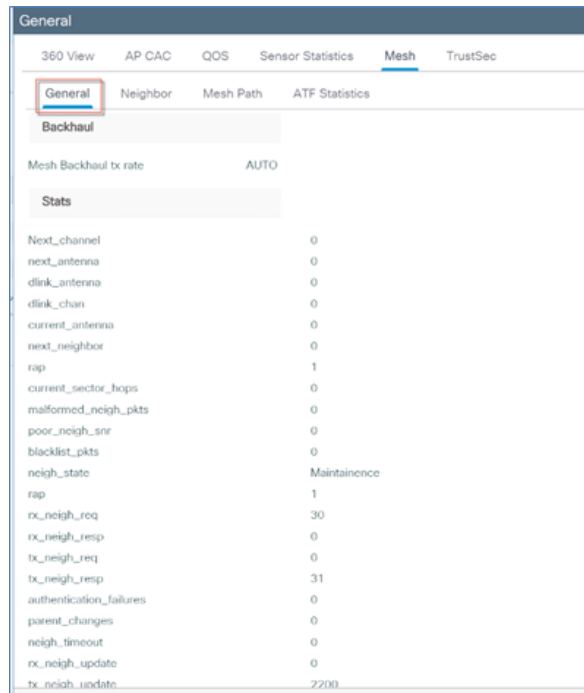 General
360 View AP CAC QOS Sensor Statistics Mesh TrustSec
General Neighbor Mesh Path ATF Statistics
Backhaul
Mesh Backhaul tx rate AUTO
Stats
Next_channel 0
next_antenna 0
dlink_antenna 0
dlink_chan 0
current_antenna 0
next_neighbor 0
rap 1
current_sector_hops 0
malformed_neigh_pkts 0
poor_neigh_snr 0
blacklist_pkts 0
neigh_state Maintainence
rap 1
rx_neigh_req 30
rx_neigh_resp 0
tx_neigh_req 0
tx_neigh_resp 31
authentication_failures 0
parent_changes 0
neigh_timeout 0
rx_neigh_update 0
tx_neigh_update 2200